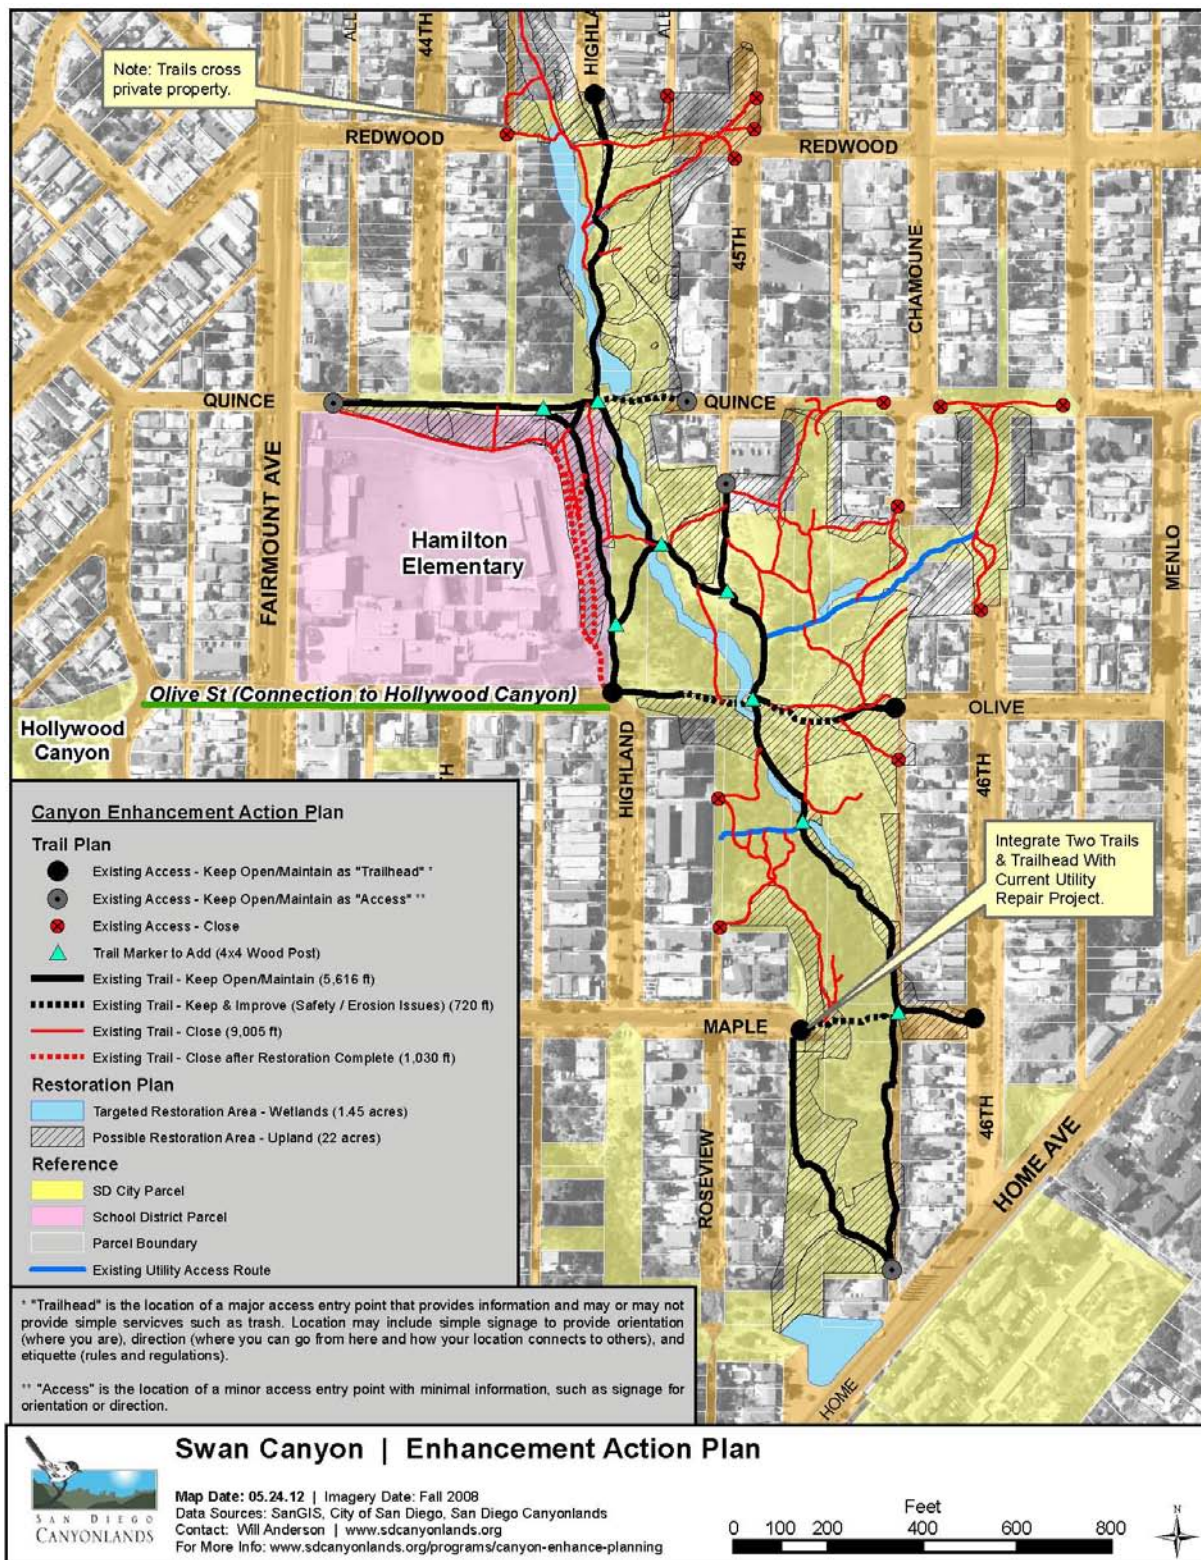 ALL
44TH
HIGHLA
ALE
Note: Trails cross
private property.
REDWOOD
REDWOOD
45TH
CHAMOUNE
QUINCE
QUINCE
FAIRMOUNT AVE
Hamilton
Elementary
MENLO
Olive St (Connection to Hollywood Canyon)
OLIVE
Hollywood
Canyon
HIGHLAND
46TH
Integrate Two Trails
& Trailhead With
Current Utility
Repair Project.
MAPLE
ROSEVIEW
46TH
HOME AVE
HOME
Canyon Enhancement Action Plan
Trail Plan
Existing Access - Keep Open/Maintain as "Trailhead" *
Existing Access - Keep Open/Maintain as "Access" **
Existing Access - Close
Trail Marker to Add (4x4 Wood Post)
Existing Trail - Keep Open/Maintain (5,616 ft)
Existing Trail - Keep & Improve (Safety / Erosion Issues) (720 ft)
Existing Trail - Close (9,005 ft)
Existing Trail - Close after Restoration Complete (1,030 ft)
Restoration Plan
Targeted Restoration Area - Wetlands (1.45 acres)
Possible Restoration Area - Upland (22 acres)
Reference
SD City Parcel
School District Parcel
Parcel Boundary
Existing Utility Access Route
* "Trailhead" is the location of a major access entry point that provides information and may or may not
provide simple servicves such as trash. Location may include simple signage to provide orientation
(where you are), direction (where you can go from here and how your location connects to others), and
etiquette (rules and regulations).
** "Access" is the location of a minor access entry point with minimal information, such as signage for
orientation or direction.
SAN DIEGO
CANYONLANDS
Swan Canyon | Enhancement Action Plan
Map Date: 05.24.12 | Imagery Date: Fall 2008
Data Sources: SanGIS, City of San Diego, San Diego Canyonlands
Contact: Will Anderson | www.sdcanyonlands.org
For More Info: www.sdcanyonlands.org/programs/canyon-enhance-planning
Feet
0 100 200 400 600 800
N